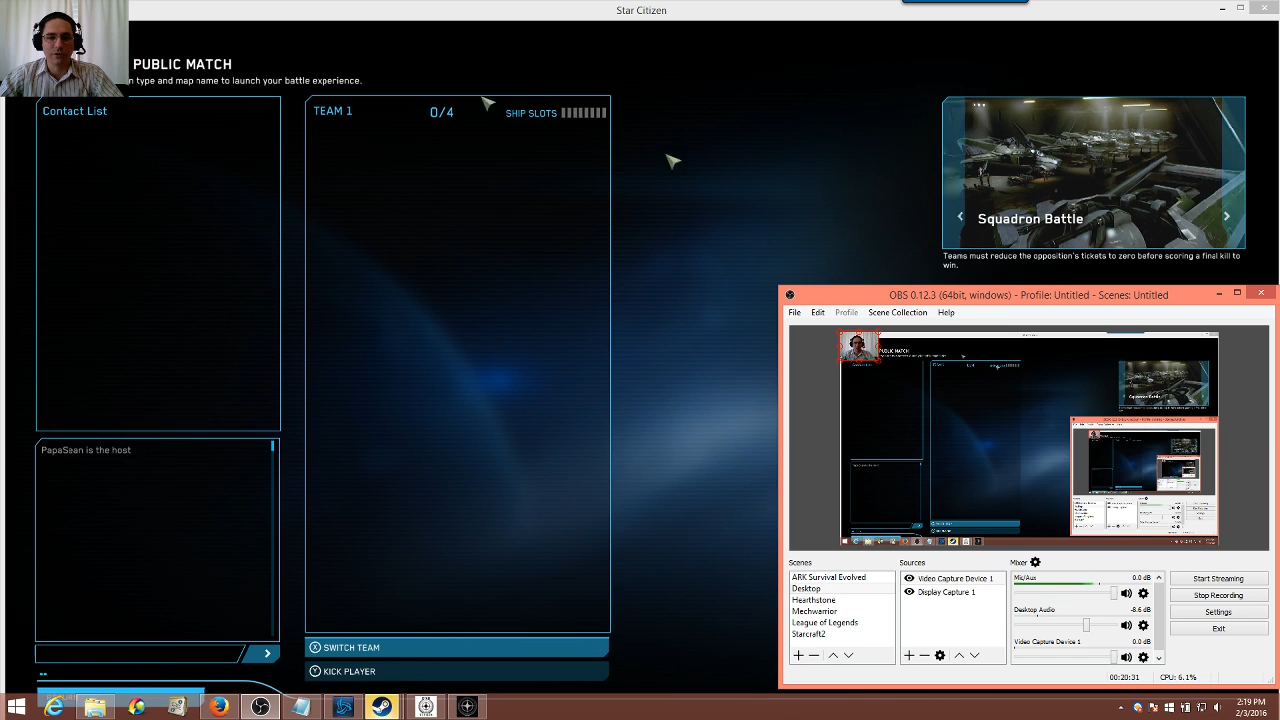 Star Citizen
PUBLIC MATCH
n type and map name to launch your battle experience.
Contact List
TEAM 1
0/4
SHIP SLOTS
Squadron Battle
Teams must reduce the opposition's tickets to zero before scoring a final kill to
win.
PapaSean is the host
SWITCH TEAM
KICK PLAYER
OBS 0.12.3 (64bit, windows) - Profile: Untitled - Scenes: Untitled
File Edit Profile Scene Collection Help
PUBLIC MATCH
Squadron Battle
Scenes
ARK Survival Evolved
Desktop
Hearthstone
Mechwarrior
League of Legends
Starcraft2
Sources
Video Capture Device 1
Display Capture 1
Mixer
Mic/Aux 0.0 dB
Desktop Audio -8.6 dB
Video Capture Device 1 0.0 dB
Start Streaming
Stop Recording
Settings
Exit
00:20:31 CPU: 6.1%
2:19 PM
2/3/2016